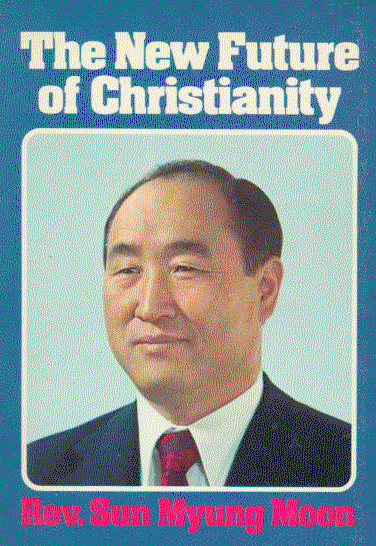 The New Future
of Christianity
Rev. Sun Myung Moon